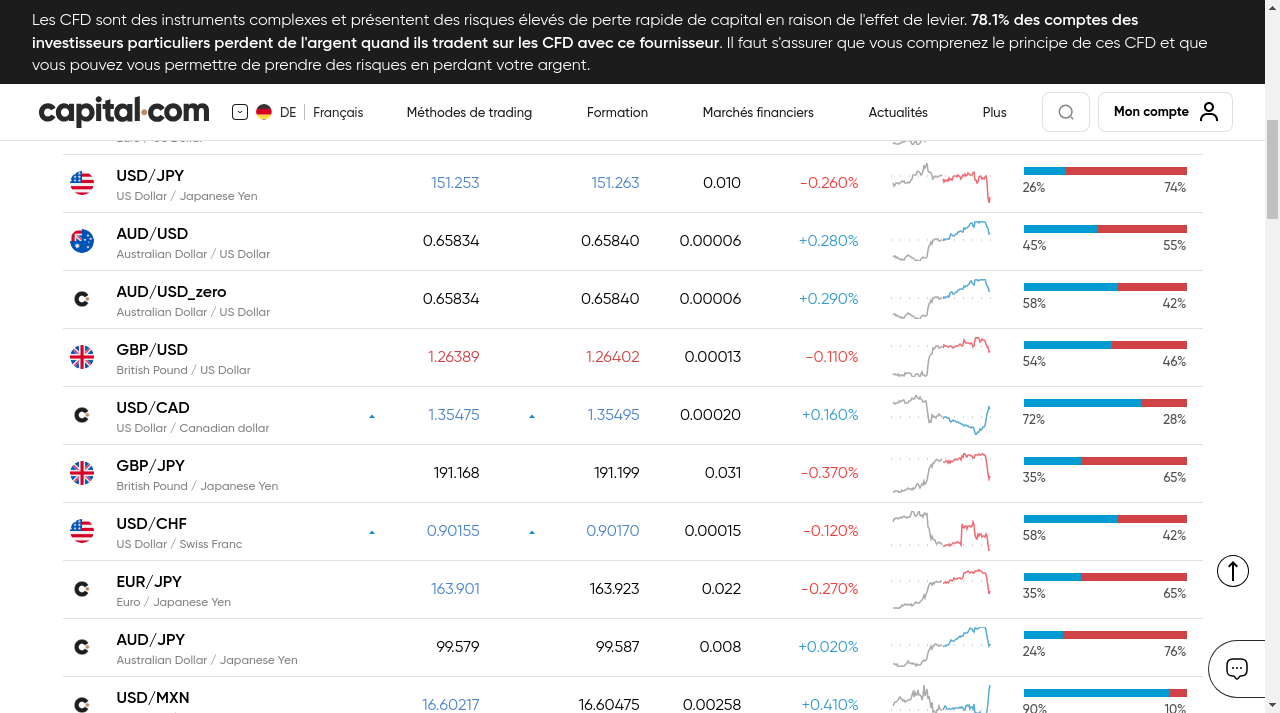 Les CFD sont des instruments complexes et présentent des risques élevés de perte rapide de capital en raison de l'effet de levier. 78.1% des comptes des
investisseurs particuliers perdent de l'argent quand ils tradent sur les CFD avec ce fournisseur. Il faut s'assurer que vous comprenez le principe de ces CFD et que
vous pouvez vous permettre de prendre des risques en perdant votre argent.
capital.com DE Français Méthodes de trading Formation Marchés financiers Actualités Plus Mon compte
USD/JPY 151.253 151.263 0.010 -0.260%
US Dollar / Japanese Yen 26% 74%
AUD/USD 0.65834 0.65840 0.00006 +0.280%
Australian Dollar / US Dollar 45% 55%
AUD/USD_zero 0.65834 0.65840 0.00006 +0.290%
Australian Dollar / US Dollar 58% 42%
GBP/USD 1.26389 1.26402 0.00013 -0.110%
British Pound / US Dollar 54% 46%
USD/CAD 1.35475 1.35495 0.00020 +0.160%
US Dollar / Canadian dollar 72% 28%
GBP/JPY 191.168 191.199 0.031 -0.370%
British Pound / Japanese Yen 35% 65%
USD/CHF 0.90155 0.90170 0.00015 -0.120%
US Dollar / Swiss Franc 58% 42%
EUR/JPY 163.901 163.923 0.022 -0.270%
Euro / Japanese Yen 35% 65%
AUD/JPY 99.579 99.587 0.008 +0.020%
Australian Dollar / Japanese Yen 24% 76%
USD/MXN 16.60217 16.60475 0.00258 +0.410%
90% 10%